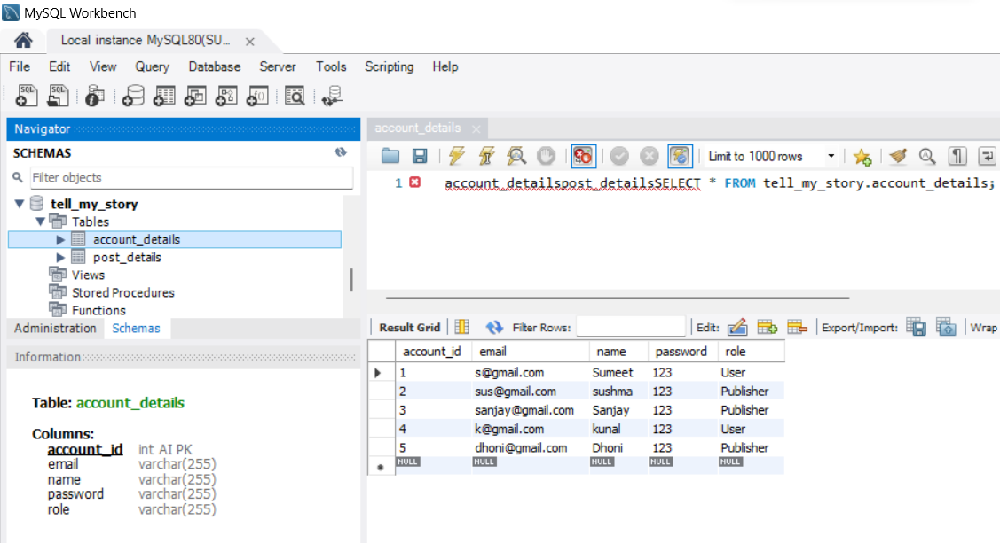 MySQL Workbench
Local instance MySQL80(SU...
File Edit View Query Database Server Tools Scripting Help
SQL SQL
Navigator
SCHEMAS
Filter objects
tell_my_story
Tables
account_details
post_details
Views
Stored Procedures
Functions
Administration Schemas
Information
Table: account_details
Columns:
account_id int AI PK
email varchar(255)
name varchar(255)
password varchar(255)
role varchar(255)
account_details
Limit to 1000 rows
1 account_detailspost_detailsSELECT * FROM tell_my_story.account_details;
Result Grid Filter Rows: Edit: Export/Import: Wrap
account_id email name password role
1 s@gmail.com Sumeet 123 User
2 sus@gmail.com sushma 123 Publisher
3 sanjay@gmail.com Sanjay 123 Publisher
4 k@gmail.com kunal 123 User
5 dhoni@gmail.com Dhoni 123 Publisher
NULL NULL NULL NULL NULL